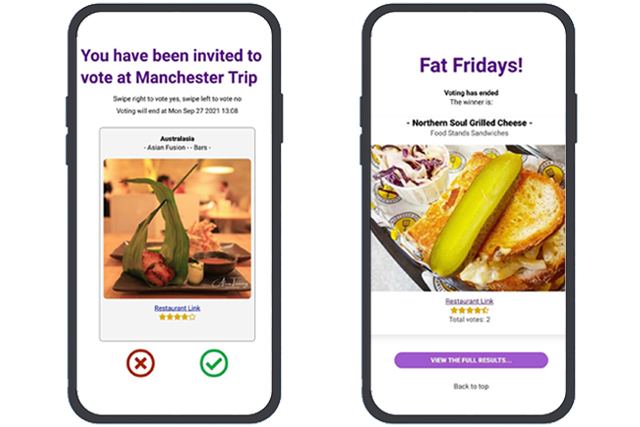 You have been invited to
vote at Manchester Trip
Swipe right to vote yes, swipe left to vote no
Voting will end at Mon Sep 27 2021 13:08
Australasia
- Asian Fusion - - Bars -
Restaurant Link
Fat Fridays!
Voting has ended
The winner is:
- Northern Soul Grilled Cheese -
Food Stands Sandwiches
Restaurant Link
Total votes: 2
VIEW THE FULL RESULTS...
Back to top